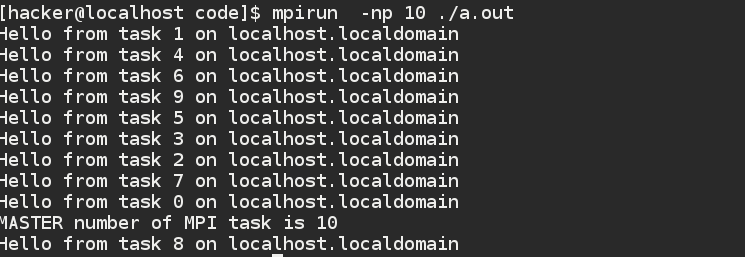 [hacker@localhost code]$ mpirun  -np 10 ./a.out
Hello from task 1 on localhost.localdomain
Hello from task 4 on localhost.localdomain
Hello from task 6 on localhost.localdomain
Hello from task 9 on localhost.localdomain
Hello from task 5 on localhost.localdomain
Hello from task 3 on localhost.localdomain
Hello from task 2 on localhost.localdomain
Hello from task 7 on localhost.localdomain
Hello from task 0 on localhost.localdomain
MASTER number of MPI task is 10
Hello from task 8 on localhost.localdomain